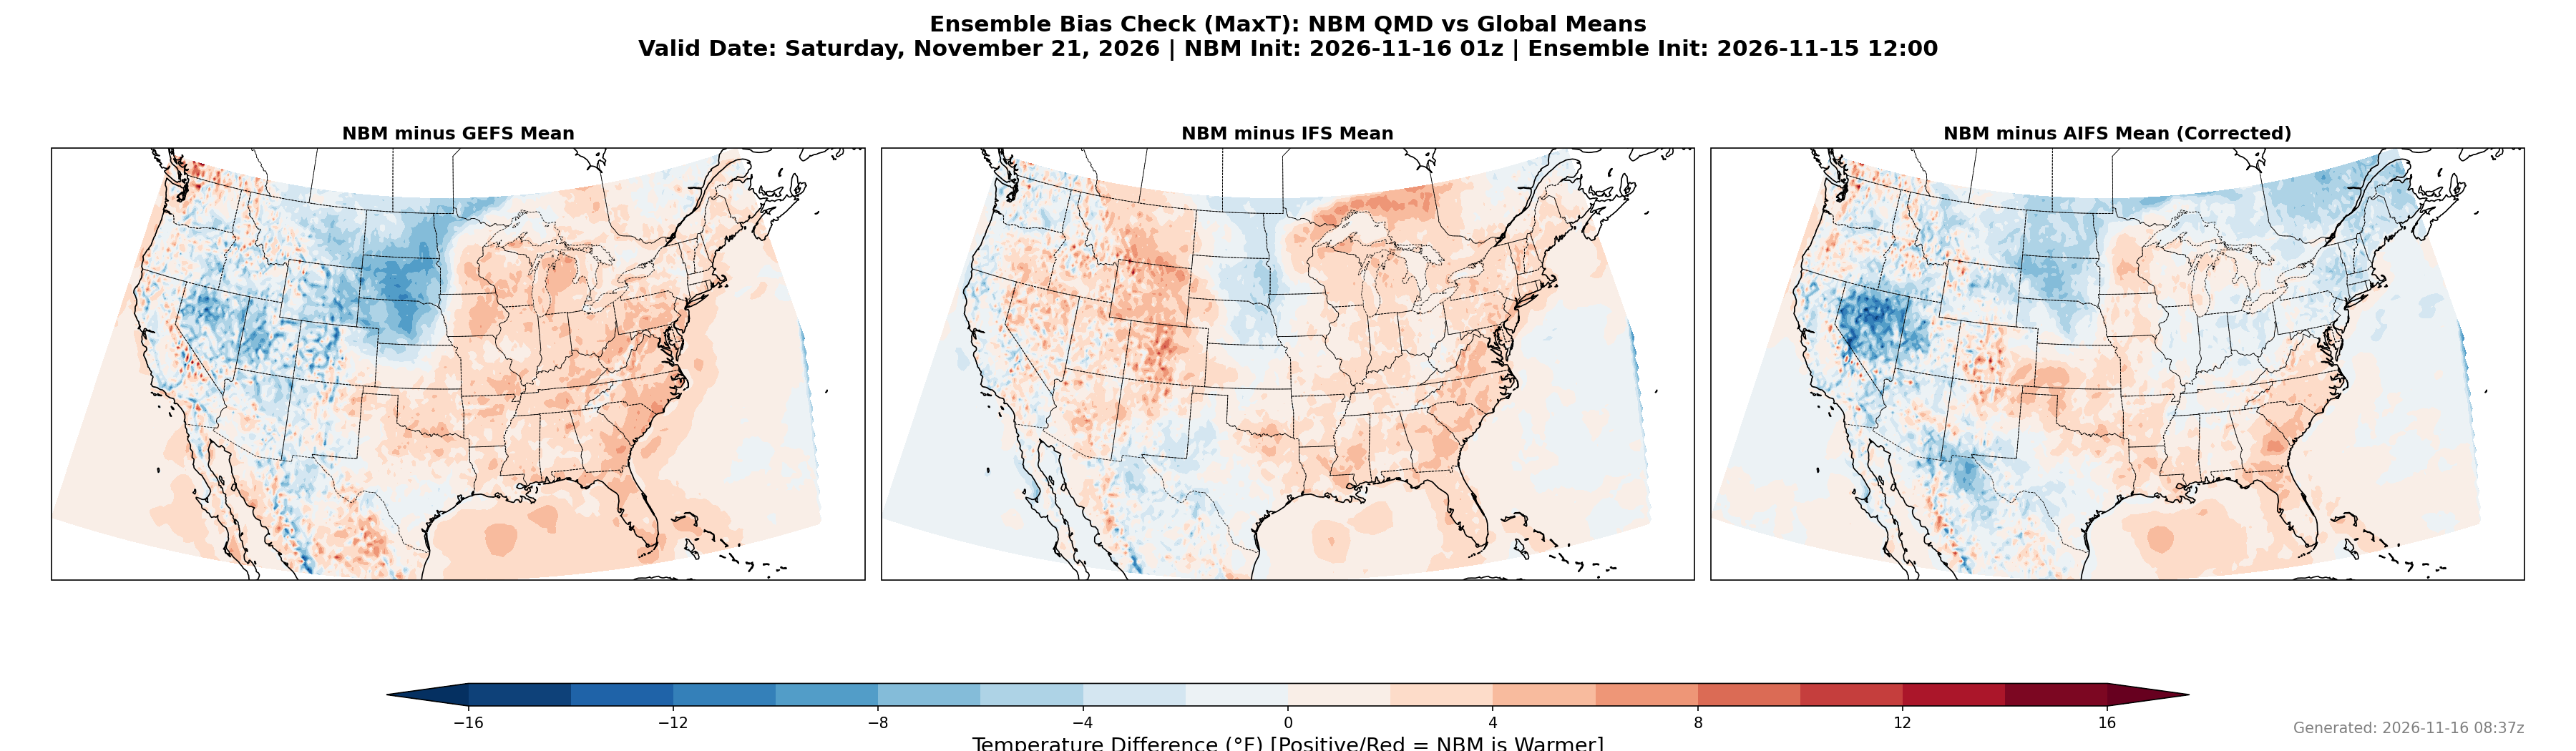 Ensemble Bias Check (MaxT): NBM QMD vs Global Means
Valid Date: Saturday, November 21, 2026 | NBM Init: 2026-11-16 01z | Ensemble Init: 2026-11-15 12:00
NBM minus GEFS Mean
NBM minus IFS Mean
NBM minus AIFS Mean (Corrected)
−16 −12 −8 −4 0 4 8 12 16
Generated: 2026-11-16 08:37z
Temperature Difference (°F) [Positive/Red = NBM is Warmer]